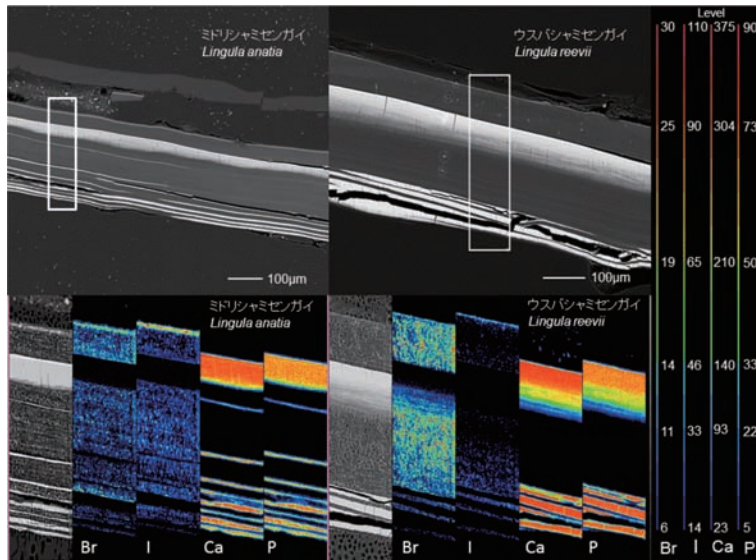 ミドリシャミセンガイ
Lingula anatia
100μm
ウスバシャミセンガイ
Lingula reevii
100μm
Level
30 110 375 90
25 90 304 73
19 65 210 50
14 46 140 33
11 33 93 22
6 14 23 5
Br I Ca P
ミドリシャミセンガイ
Lingula anatia
Br I Ca P
ウスバシャミセンガイ
Lingula reevii
Br I Ca P